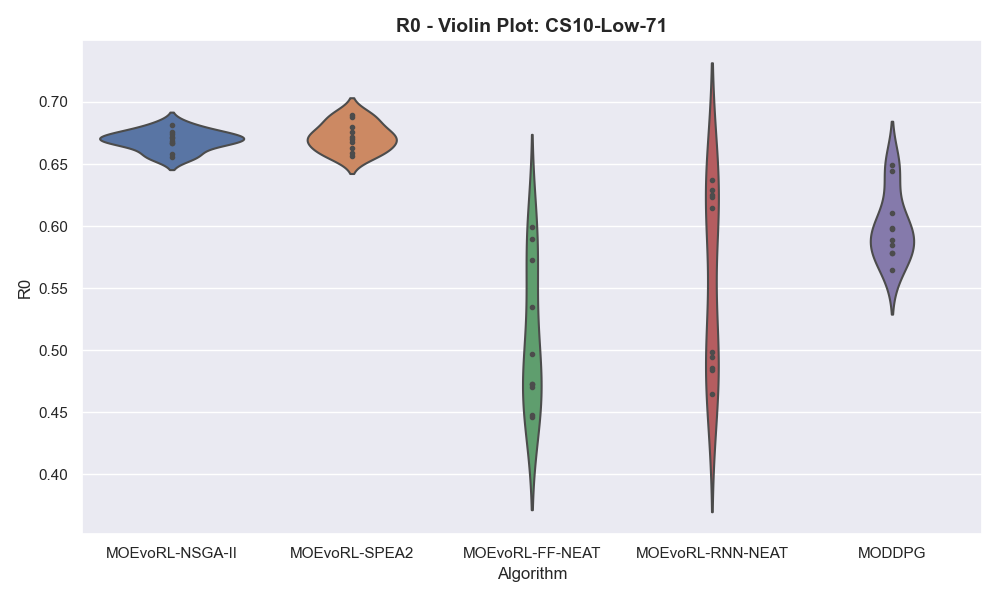 R0 - Violin Plot: CS10-Low-71
R0
0.70
0.65
0.60
0.55
0.50
0.45
0.40
MOEvoRL-NSGA-II
MOEvoRL-SPEA2
MOEvoRL-FF-NEAT
MOEvoRL-RNN-NEAT
MODDPG
Algorithm